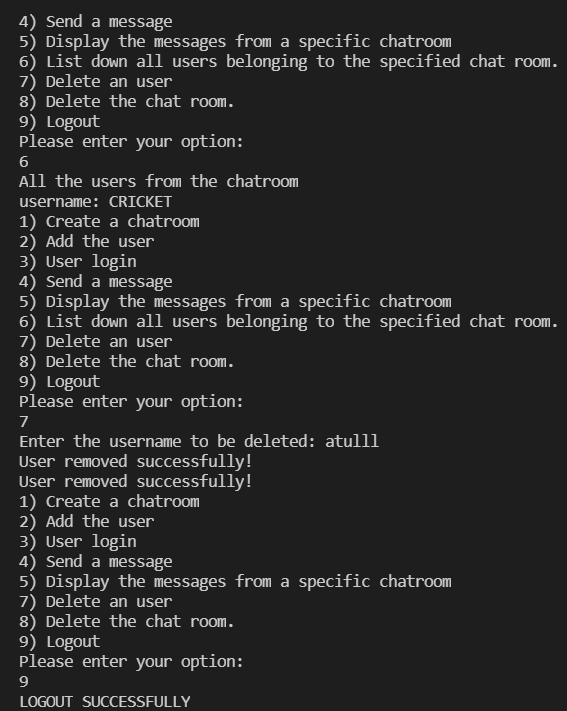 4) Send a message
5) Display the messages from a specific chatroom
6) List down all users belonging to the specified chat room.
7) Delete an user
8) Delete the chat room.
9) Logout
Please enter your option:
6
All the users from the chatroom
username: CRICKET
1) Create a chatroom
2) Add the user
3) User login
4) Send a message
5) Display the messages from a specific chatroom
6) List down all users belonging to the specified chat room.
7) Delete an user
8) Delete the chat room.
9) Logout
Please enter your option:
7
Enter the username to be deleted: atulll
User removed successfully!
User removed successfully!
1) Create a chatroom
2) Add the user
3) User login
4) Send a message
5) Display the messages from a specific chatroom
7) Delete an user
8) Delete the chat room.
9) Logout
Please enter your option:
9
LOGOUT SUCCESSFULLY